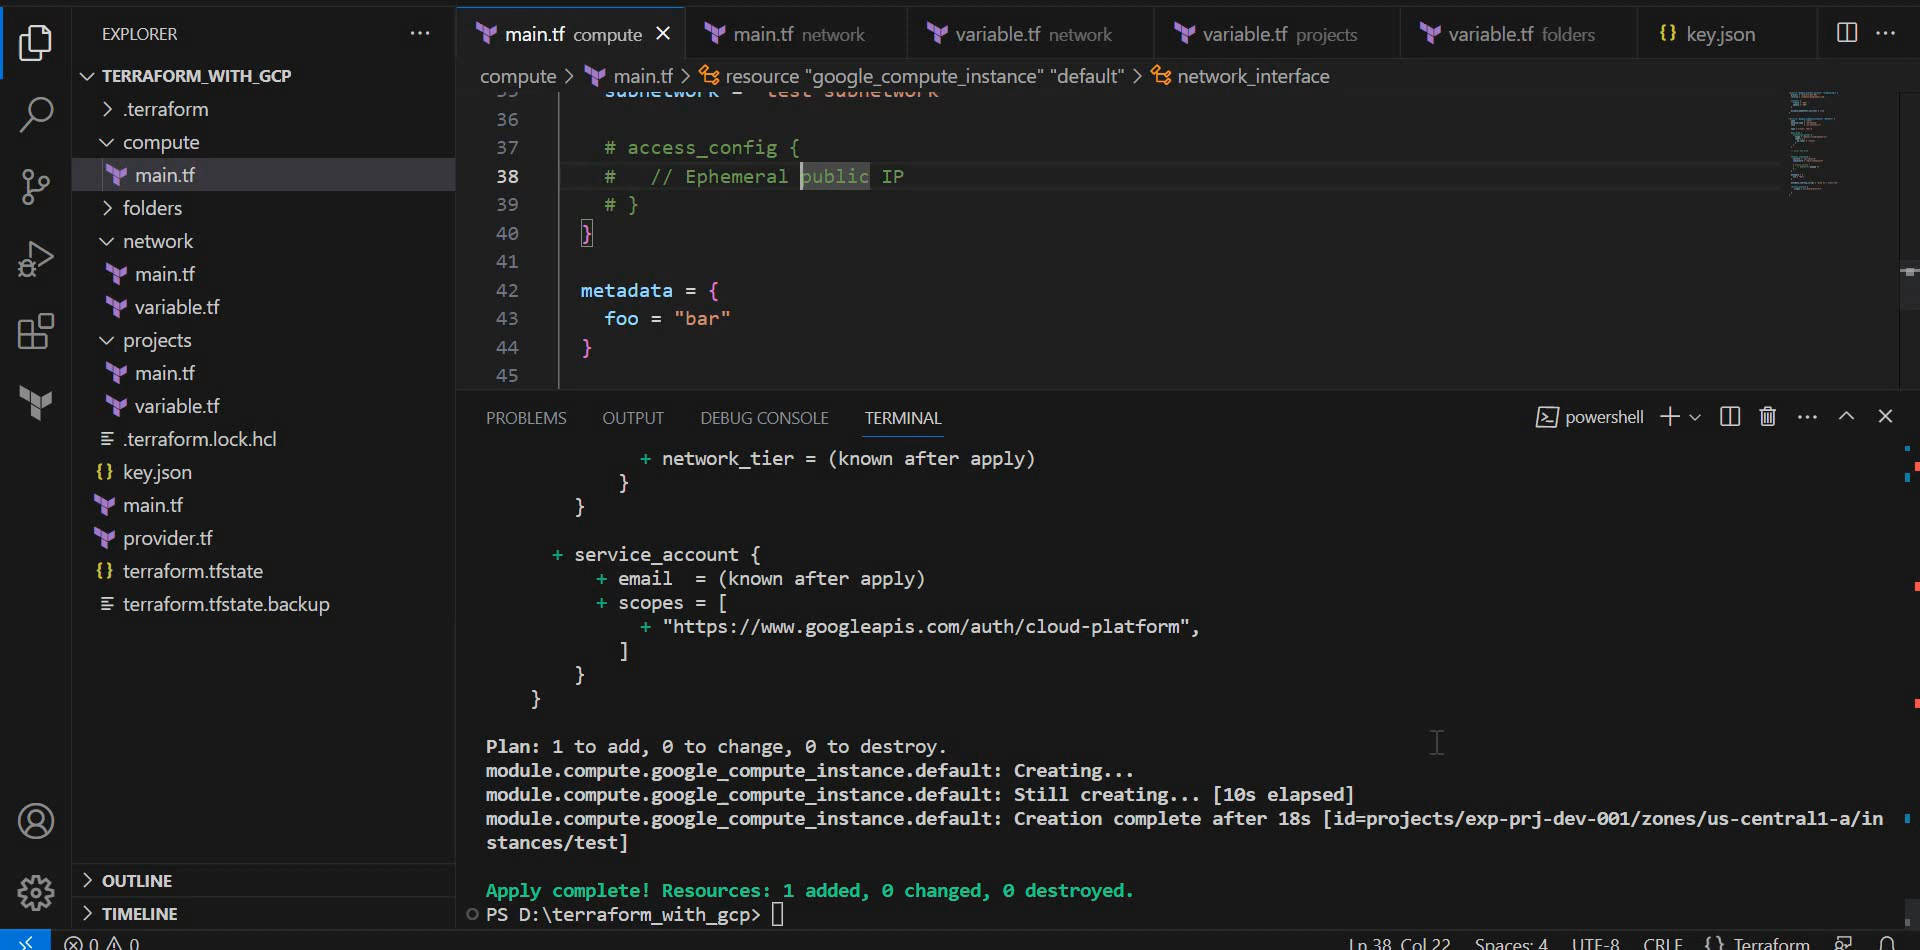 EXPLORER
TERRAFORM_WITH_GCP
.terraform
compute
main.tf
folders
network
main.tf
variable.tf
projects
main.tf
variable.tf
.terraform.lock.hcl
key.json
main.tf
provider.tf
terraform.tfstate
terraform.tfstate.backup
OUTLINE
TIMELINE
main.tf compute
main.tf network
variable.tf network
variable.tf projects
variable.tf folders
{} key.json
compute > main.tf > resource "google_compute_instance" "default" > network_interface
35 subnetwork = "test-subnetwork"
36
37 # access_config {
38 #   // Ephemeral public IP
39 # }
40 }
41
42 metadata = {
43 foo = "bar"
44 }
45
PROBLEMS OUTPUT DEBUG CONSOLE TERMINAL
powershell
+ network_tier = (known after apply)
}
}
+ service_account {
+ email  = (known after apply)
+ scopes = [
+ "https://www.googleapis.com/auth/cloud-platform",
]
}
}
Plan: 1 to add, 0 to change, 0 to destroy.
module.compute.google_compute_instance.default: Creating...
module.compute.google_compute_instance.default: Still creating... [10s elapsed]
module.compute.google_compute_instance.default: Creation complete after 18s [id=projects/exp-prj-dev-001/zones/us-central1-a/in
stances/test]
Apply complete! Resources: 1 added, 0 changed, 0 destroyed.
PS D:\terraform_with_gcp>
0 0 Ln 38, Col 22 Spaces: 4 UTF-8 CRLF {} Terraform